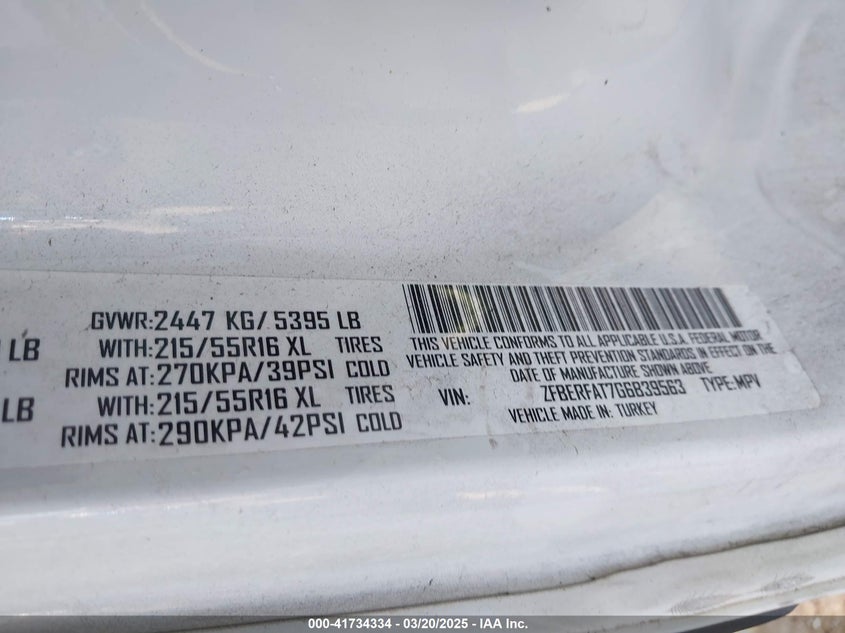 GVWR:2447 KG/ 5395 LB
LB WITH:215/55R16 XL TIRES
RIMS AT:270KPA/39PSI COLD
LB WITH:215/55R16 XL TIRES
RIMS AT:290KPA/42PSI COLD
THIS VEHICLE CONFORMS TO ALL APPLICABLE U.S.A. FEDERAL MOTOR
VEHICLE SAFETY AND THEFT PREVENTION STANDARDS IN EFFECT ON THE
DATE OF MANUFACTURE SHOWN ABOVE
VIN: ZFBERFAT7G6B39563 TYPE:MPV
VEHICLE MADE IN: TURKEY
000-41734334 - 03/20/2025 - IAA Inc.